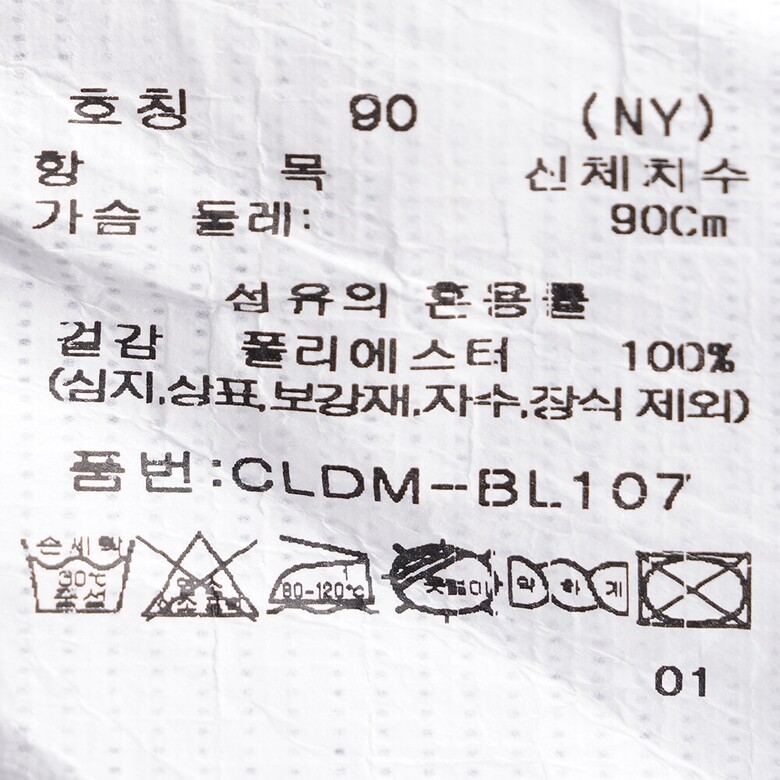 호칭 90 (NY)
항 목 신체치수
가슴 둘레: 90Cm
섬유의 혼용률
겉감 폴리에스터 100%
(심지,상표,보강재,자수,장식 제외)
품번:CLDM-BL107
손세탁
30℃
중성
80-120℃
옷걸이
약하게
01